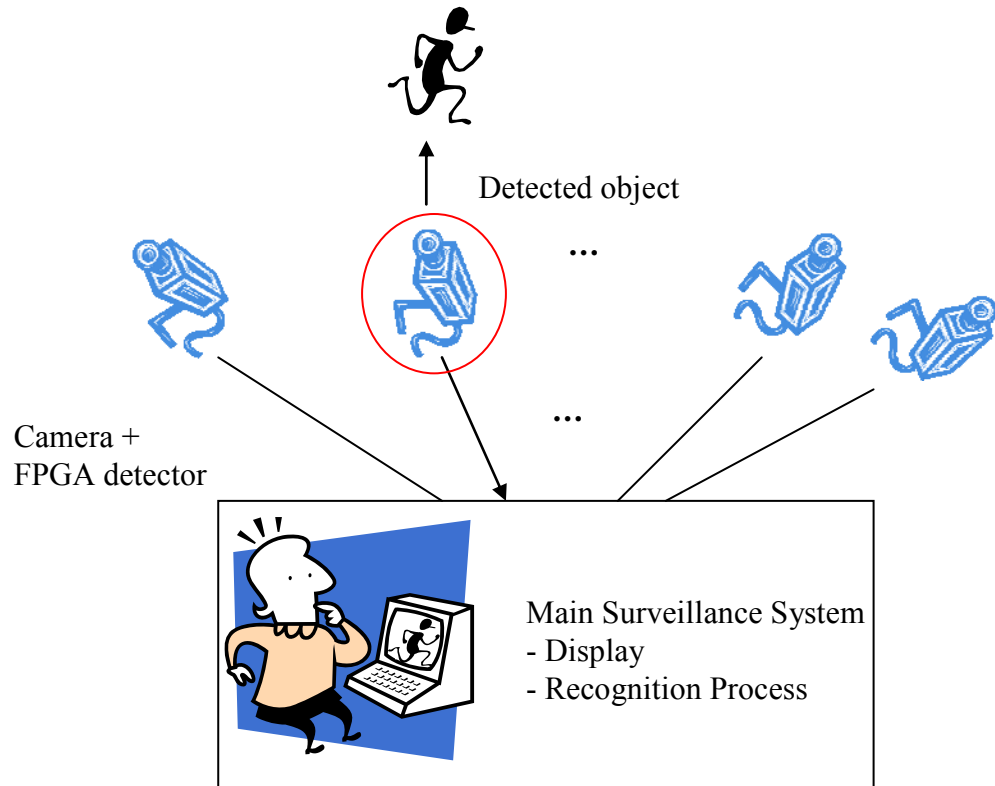 Detected object
...
...
Camera +
FPGA detector
Main Surveillance System
- Display
- Recognition Process